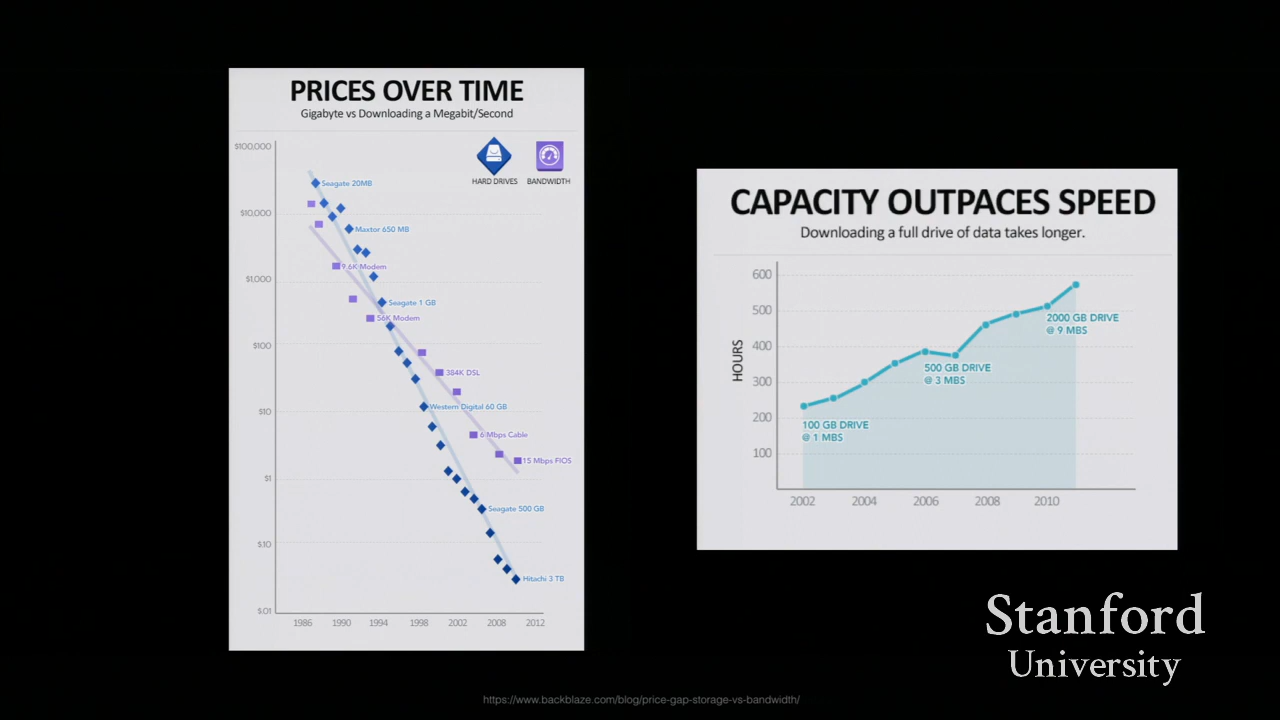 PRICES OVER TIME
Gigabyte vs Downloading a Megabit/Second
$100,000
$10,000
$1,000
$100
$10
$1
$.10
$.01
HARD DRIVES
BANDWIDTH
Seagate 20MB
Maxtor 650 MB
9.6K Modem
Seagate 1 GB
56K Modem
384K DSL
Western Digital 60 GB
6 Mbps Cable
15 Mbps FIOS
Seagate 500 GB
Hitachi 3 TB
1986 1990 1994 1998 2002 2008 2012
CAPACITY OUTPACES SPEED
Downloading a full drive of data takes longer.
HOURS
600
500
400
300
200
100
100 GB DRIVE
@ 1 MBS
500 GB DRIVE
@ 3 MBS
2000 GB DRIVE
@ 9 MBS
2002 2004 2006 2008 2010
Stanford
University
https://www.backblaze.com/blog/price-gap-storage-vs-bandwidth/